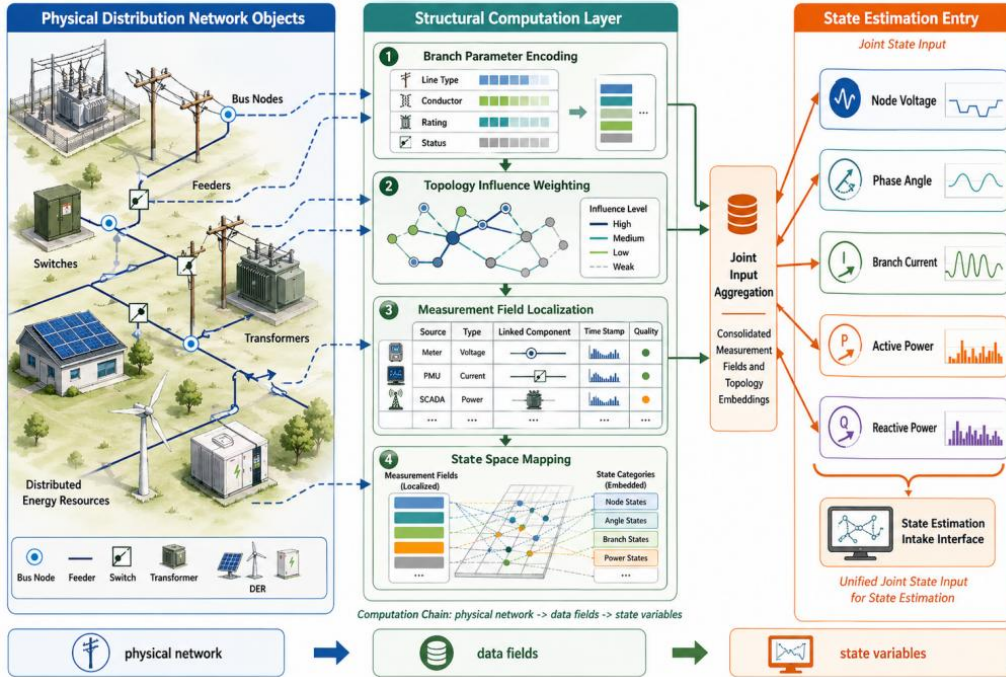 Physical Distribution Network Objects
Bus Nodes
Feeders
Switches
Transformers
Distributed
Energy Resources
Bus Node
Feeder
Switch
Transformer
DER
Structural Computation Layer
1
Branch Parameter Encoding
Line Type
Conductor
Rating
Status
...
2
Topology Influence Weighting
Influence Level
High
Medium
Low
Weak
3
Measurement Field Localization
Source Type Linked Component Time Stamp Quality
Meter Voltage
PMU Current
SCADA Power
... ... ... ... ...
4
State Space Mapping
Measurement Fields
(Localized)
...
State Categories
(Embedded)
Node States
Angle States
Branch States
Power States
...
Computation Chain: physical network -> data fields -> state variables
Joint
Input
Aggregation
Consolidated
Measurement
Fields and
Topology
Embeddings
State Estimation Entry
Joint State Input
Node Voltage
Phase Angle
I
Branch Current
P
Active Power
Q
Reactive Power
State Estimation
Intake Interface
Unified Joint State Input
for State Estimation
physical network
data fields
state variables